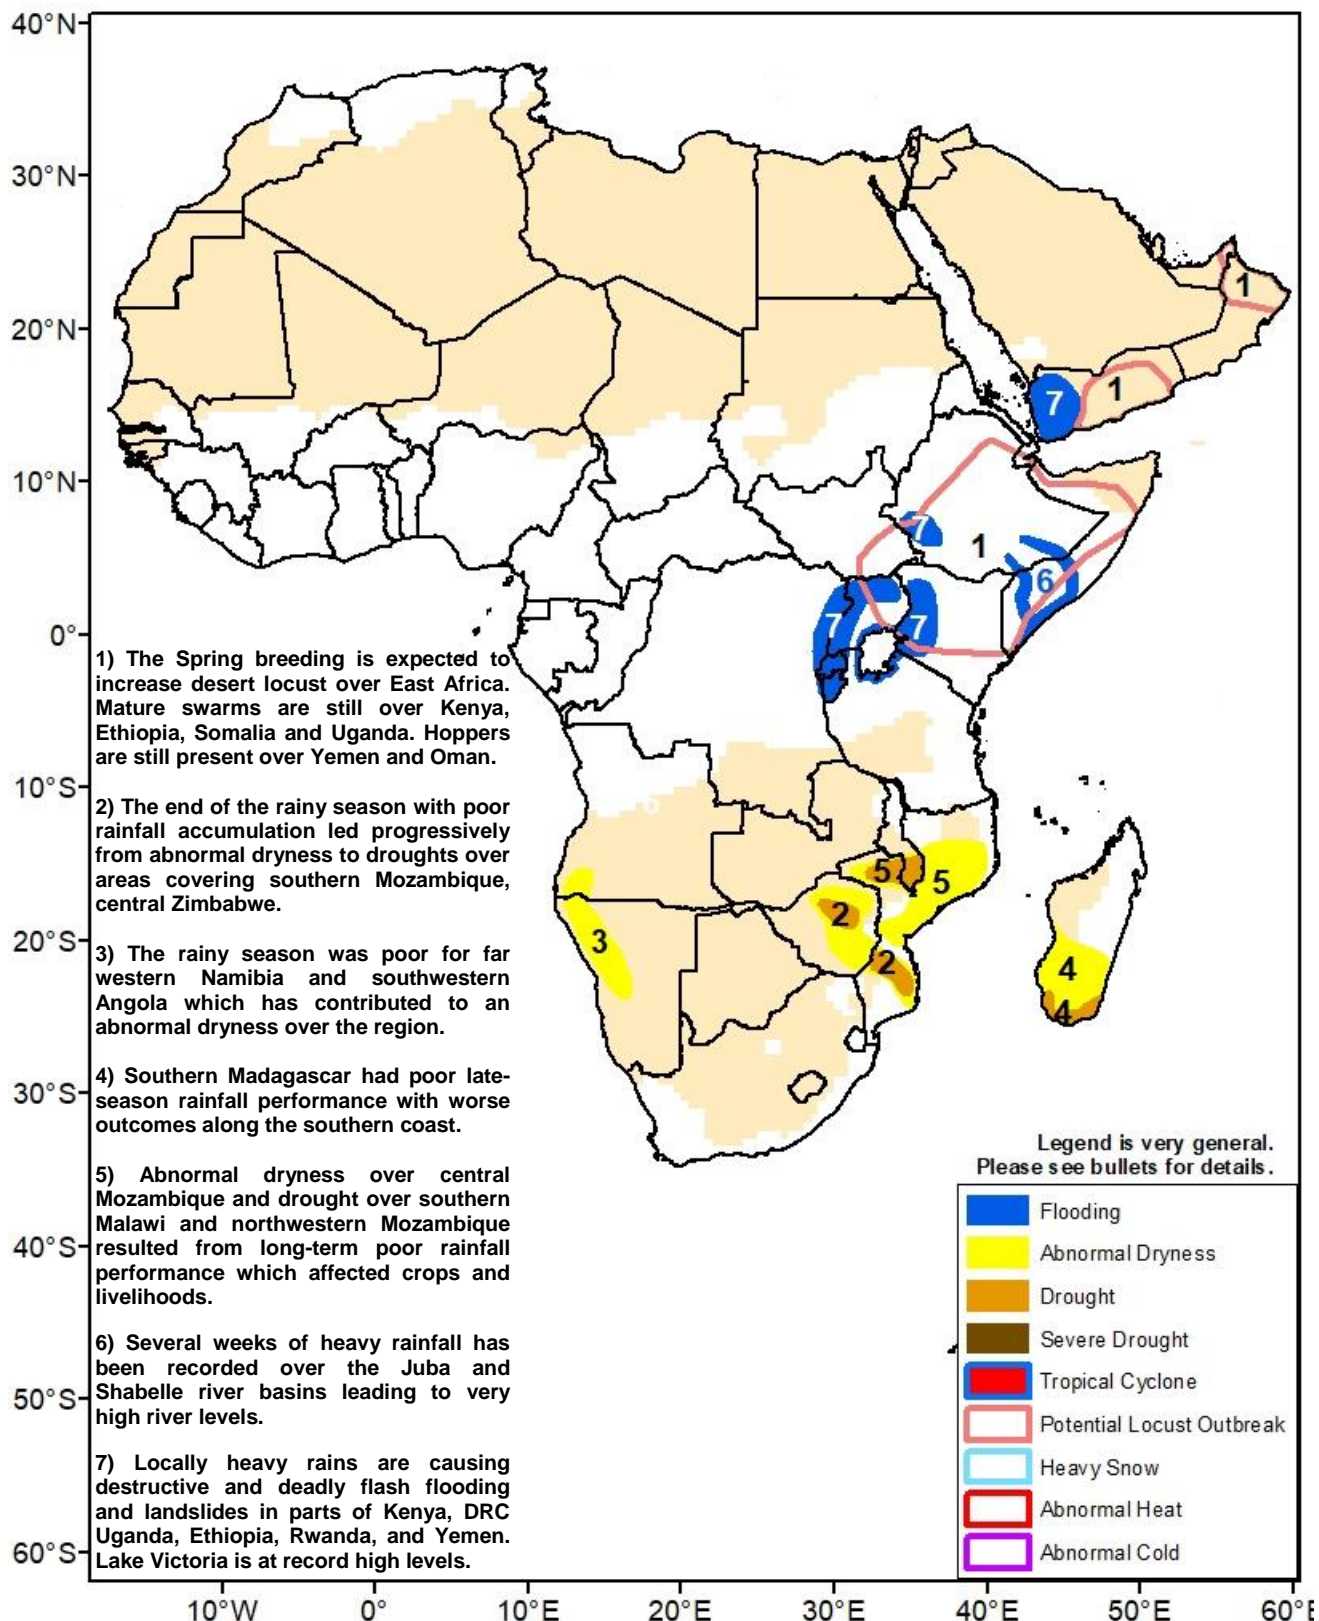 40°N
30°N
20°N
10°N
0°
10°S
20°S
30°S
40°S
50°S
60°S
1
1
7
7
1
6
7
7
5
5
2
2
3
4
4
1) The Spring breeding is expected to
increase desert locust over East Africa.
Mature swarms are still over Kenya,
Ethiopia, Somalia and Uganda. Hoppers
are still present over Yemen and Oman.
2) The end of the rainy season with poor
rainfall accumulation led progressively
from abnormal dryness to droughts over
areas covering southern Mozambique,
central Zimbabwe.
3) The rainy season was poor for far
western Namibia and southwestern
Angola which has contributed to an
abnormal dryness over the region.
4) Southern Madagascar had poor late-
season rainfall performance with worse
outcomes along the southern coast.
5) Abnormal dryness over central
Mozambique and drought over southern
Malawi and northwestern Mozambique
resulted from long-term poor rainfall
performance which affected crops and
livelihoods.
6) Several weeks of heavy rainfall has
been recorded over the Juba and
Shabelle river basins leading to very
high river levels.
7) Locally heavy rains are causing
destructive and deadly flash flooding
and landslides in parts of Kenya, DRC
Uganda, Ethiopia, Rwanda, and Yemen.
Lake Victoria is at record high levels.
Legend is very general.
Please see bullets for details.
Flooding
Abnormal Dryness
Drought
Severe Drought
Tropical Cyclone
Potential Locust Outbreak
Heavy Snow
Abnormal Heat
Abnormal Cold
10°W
0°
10°E
20°E
30°E
40°E
50°E
60°E